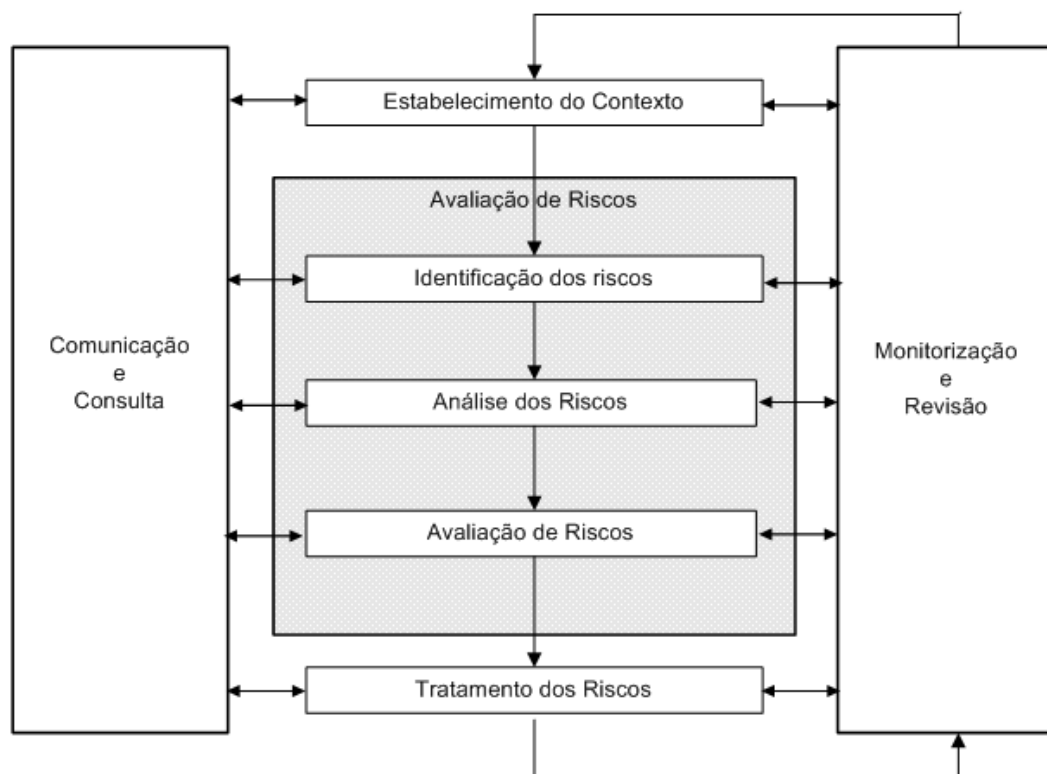 Estabelecimento do Contexto
Avaliação de Riscos
Identificação dos riscos
Comunicação
e
Consulta
Monitorização
e
Revisão
Análise dos Riscos
Avaliação de Riscos
Tratamento dos Riscos